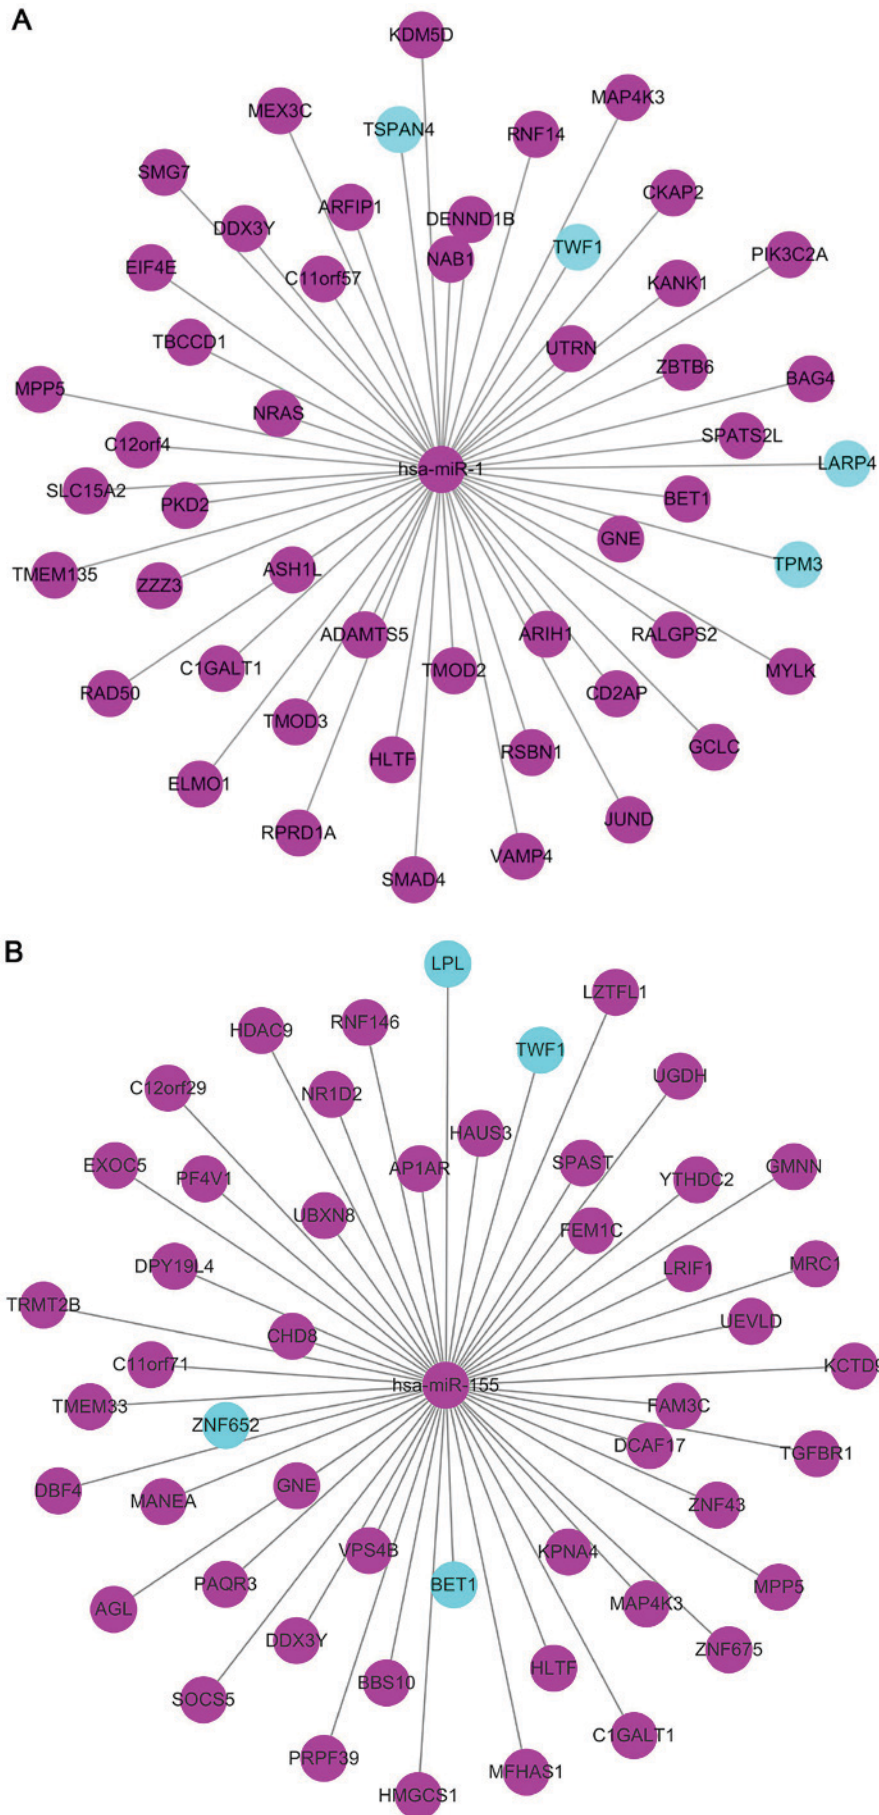 A
KDM5D
MAP4K3
MEX3C
TSPAN4
RNF14
SMG7
CKAP2
ARFIP1
DDX3Y
DENND1B
TWF1
PIK3C2A
NAB1
EIF4E
C11orf57
KANK1
TBCCD1
UTRN
ZBTB6
BAG4
MPP5
NRAS
SPATS2L
C12orf4
hsa-miR-1
LARP4
SLC15A2
PKD2
BET1
GNE
TPM3
TMEM135
ZZZ3
ASH1L
ADAMTS5
ARIH1
RALGPS2
C1GALT1
TMOD2
MYLK
RAD50
CD2AP
TMOD3
GCLC
RSBN1
HLTF
ELMO1
JUND
RPRD1A
VAMP4
SMAD4
B
LPL
LZTFL1
RNF146
HDAC9
TWF1
UGDH
C12orf29
NR1D2
HAUS3
SPAST
GMNN
EXOC5
AP1AR
YTHDC2
PF4V1
UBXN8
FEM1C
MRC1
DPY19L4
LRIF1
TRMT2B
UEVLD
CHD8
C11orf71
KCTD9
hsa-miR-155
TMEM33
FAM3C
ZNF652
DCAF17
TGFBR1
DBF4
GNE
MANEA
ZNF43
VPS4B
KPNA4
PAQR3
BET1
MPP5
MAP4K3
AGL
DDX3Y
ZNF675
HLTF
BBS10
SOCS5
C1GALT1
PRPF39
MFHAS1
HMGCS1